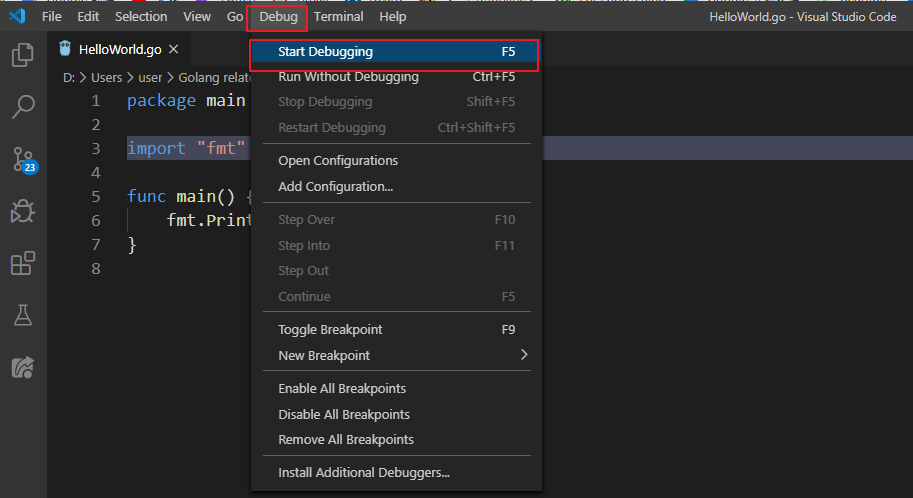 File Edit Selection View Go Debug Terminal Help HelloWorld.go - Visual Studio Code
HelloWorld.go
D: > Users > user > Golang relate
1 package main
2
3 import "fmt"
4
5 func main() {
6 fmt.Print
7 }
8
23
Start Debugging F5
Run Without Debugging Ctrl+F5
Stop Debugging Shift+F5
Restart Debugging Ctrl+Shift+F5
Open Configurations
Add Configuration...
Step Over F10
Step Into F11
Step Out
Continue F5
Toggle Breakpoint F9
New Breakpoint
Enable All Breakpoints
Disable All Breakpoints
Remove All Breakpoints
Install Additional Debuggers...